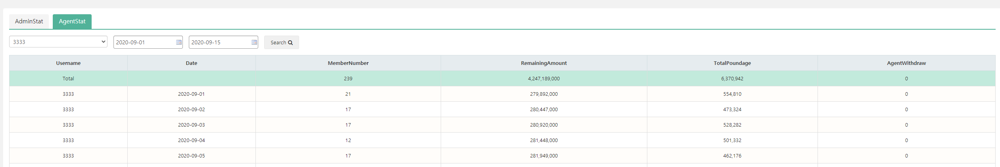 AdminStat AgentStat
3333 2020-09-01 2020-09-15 Search
Username Date MemberNumber RemainingAmount TotalPoundage AgentWithdraw
Total 239 4,247,189,000 6,370,942 0
3333 2020-09-01 21 279,892,000 554,810 0
3333 2020-09-02 17 280,447,000 473,324 0
3333 2020-09-03 17 280,920,000 528,282 0
3333 2020-09-04 12 281,448,000 501,332 0
3333 2020-09-05 17 281,949,000 462,176 0